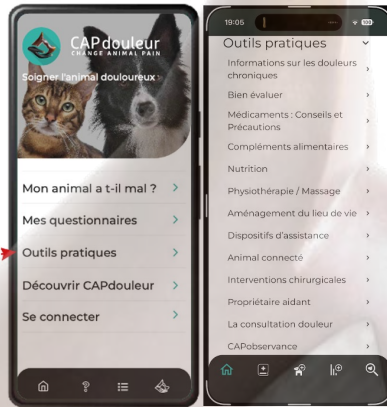 CAPdouleur
CHANGE ANIMAL PAIN
Soigner l'animal douloureux
Mon animal a t-il mal ?
Mes questionnaires
Outils pratiques
Découvrir CAPdouleur
Se connecter
19:05
100
Outils pratiques
Informations sur les douleurs
chroniques
Bien évaluer
Médicaments : Conseils et
Précautions
Compléments alimentaires
Nutrition
Physiothérapie / Massage
Aménagement du lieu de vie
Dispositifs d'assistance
Animal connecté
Interventions chirurgicales
Propriétaire aidant
La consultation douleur
CAPobservance